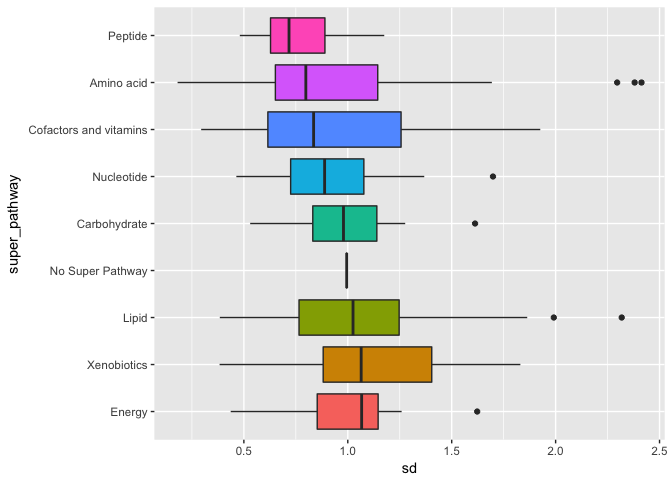 super_pathway
Peptide
Amino acid
Cofactors and vitamins
Nucleotide
Carbohydrate
No Super Pathway
Lipid
Xenobiotics
Energy
0.5 1.0 1.5 2.0 2.5
sd